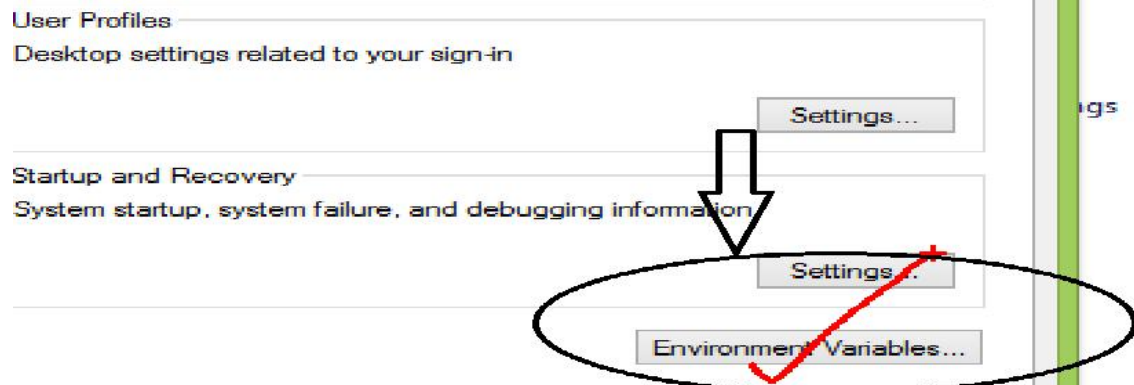 User Profiles
Desktop settings related to your sign-in
Settings...
Startup and Recovery
System startup, system failure, and debugging information
Settings...
Environment Variables...